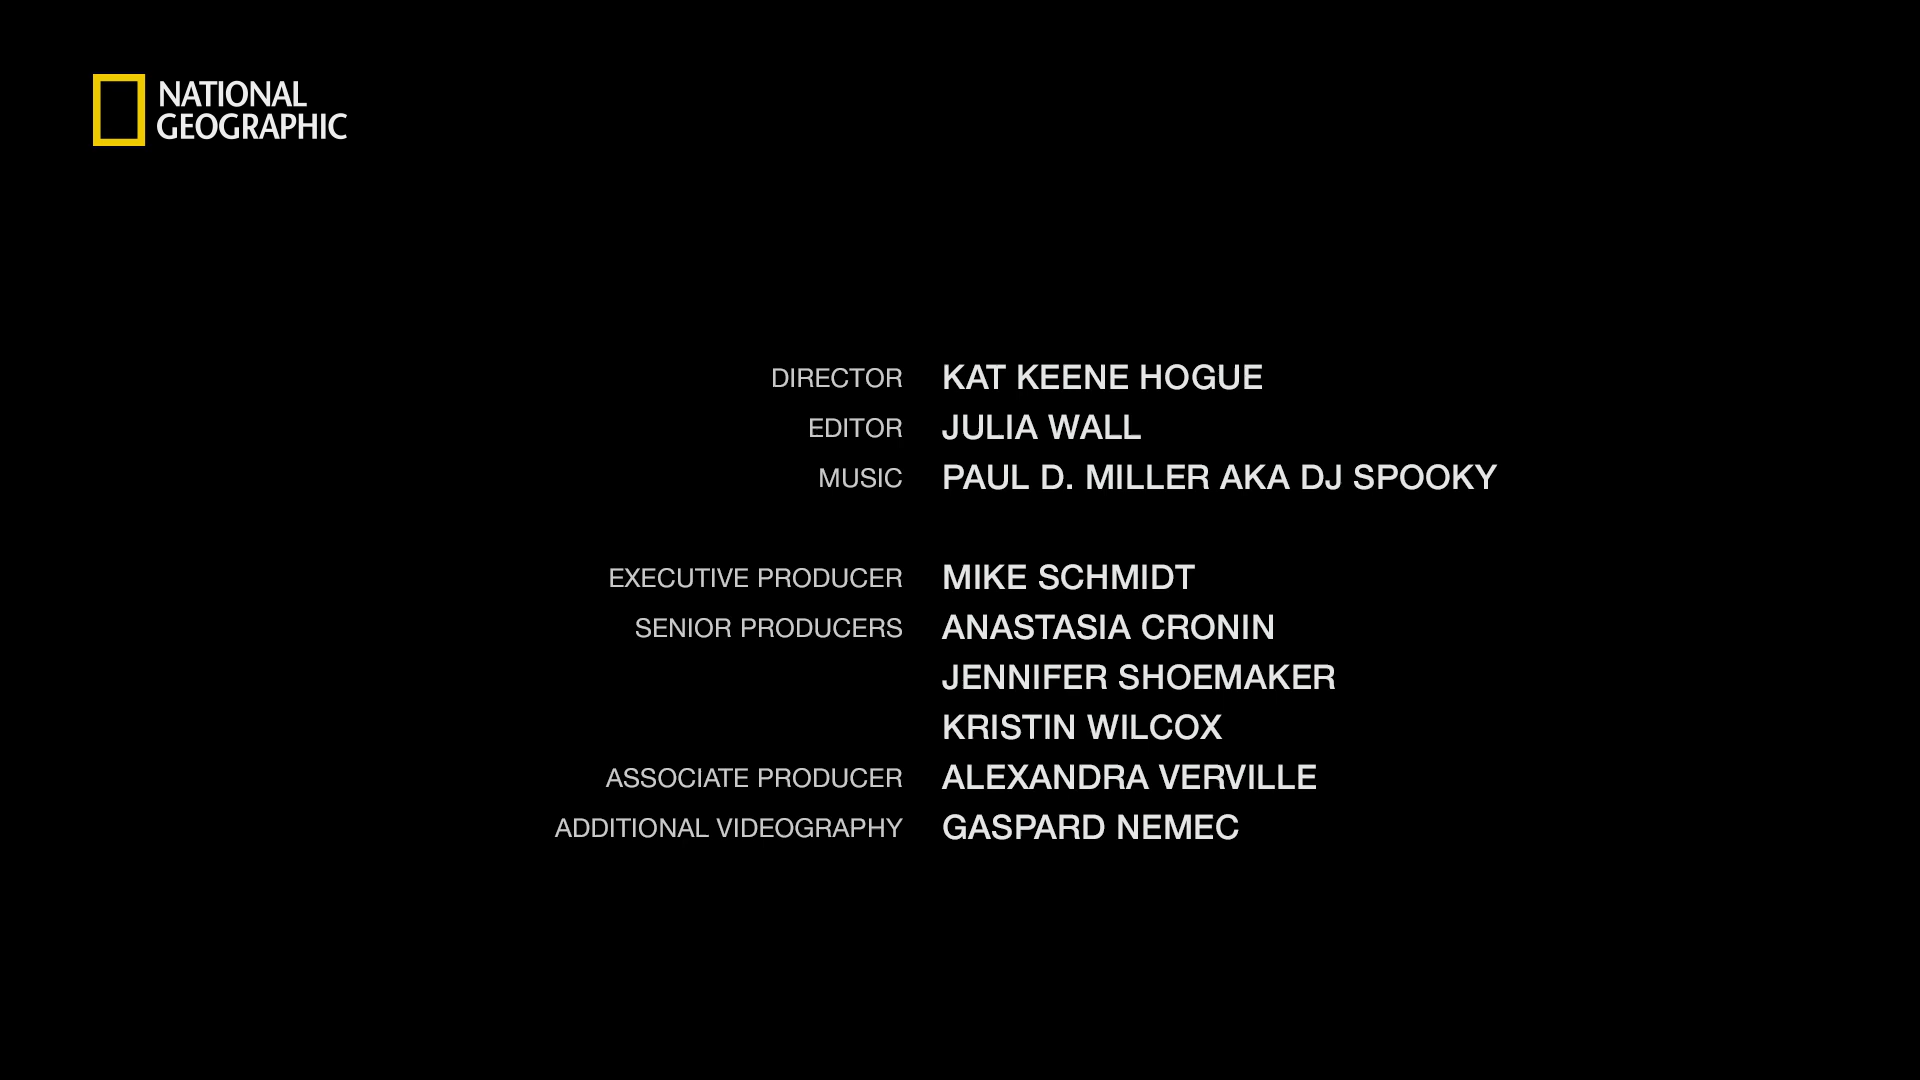 NATIONAL
GEOGRAPHIC
DIRECTOR KAT KEENE HOGUE
EDITOR JULIA WALL
MUSIC PAUL D. MILLER AKA DJ SPOOKY
EXECUTIVE PRODUCER MIKE SCHMIDT
SENIOR PRODUCERS ANASTASIA CRONIN
JENNIFER SHOEMAKER
KRISTIN WILCOX
ASSOCIATE PRODUCER ALEXANDRA VERVILLE
ADDITIONAL VIDEOGRAPHY GASPARD NEMEC